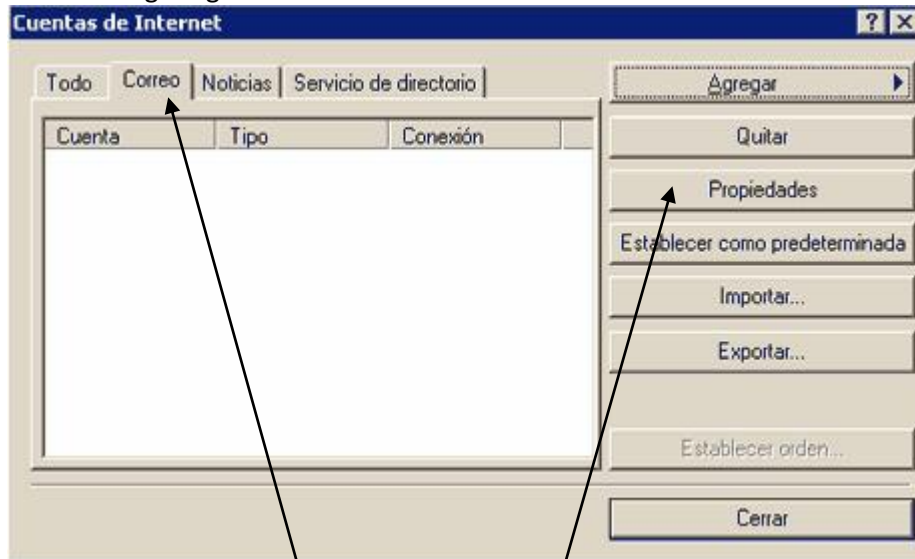 Cuentas de Internet
Todo Correo Noticias Servicio de directorio
Cuenta Tipo Conexión
Agregar
Quitar
Propiedades
Establecer como predeterminada
Importar...
Exportar...
Establecer orden...
Cerrar